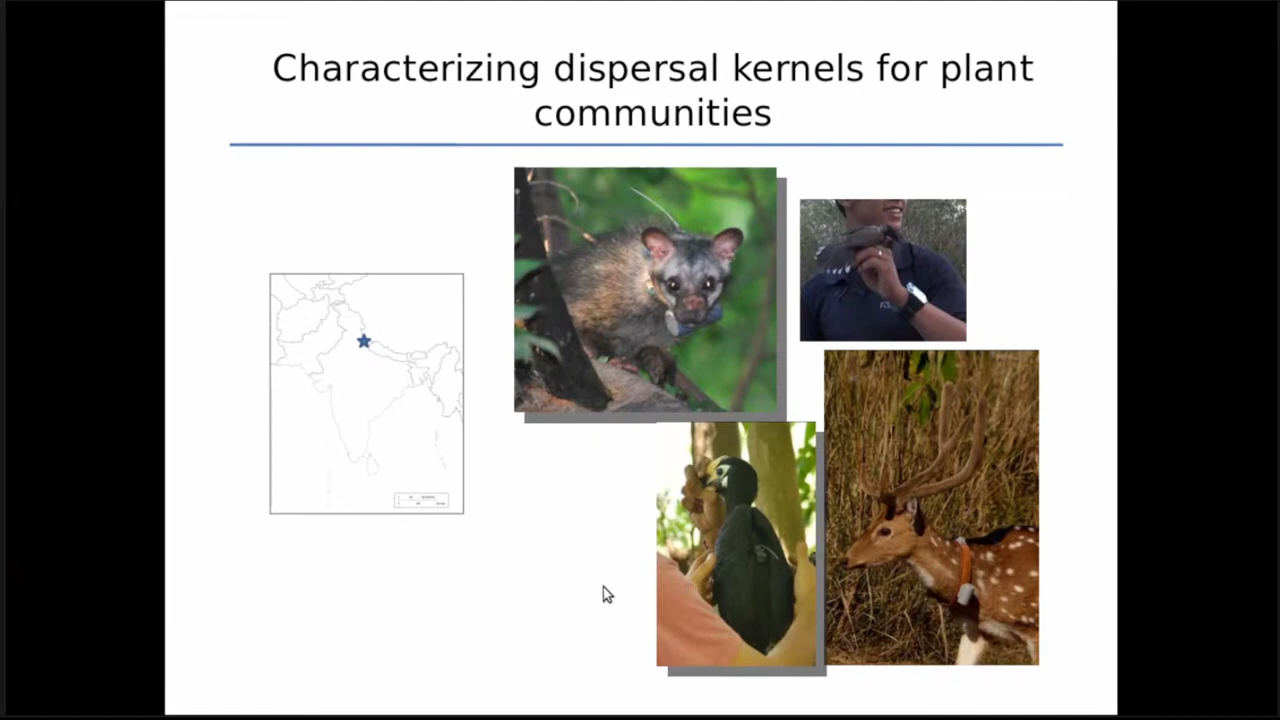 Characterizing dispersal kernels for plant
communities